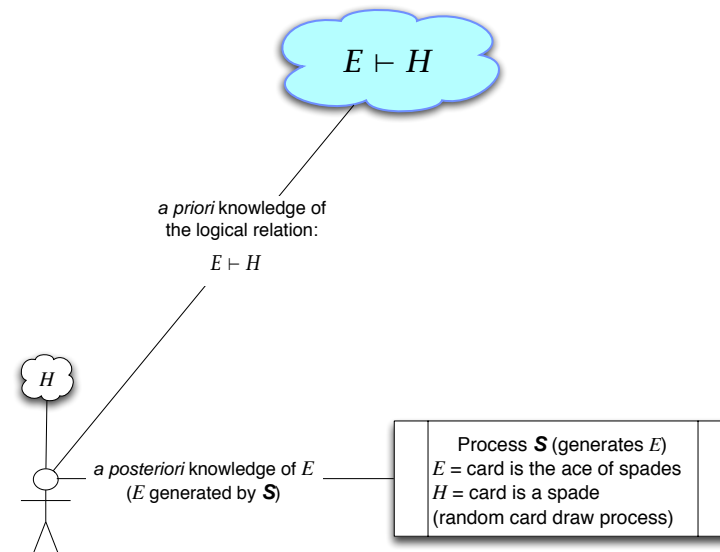 E ⊢ H
a priori knowledge of
the logical relation:
E ⊢ H
H
a posteriori knowledge of E
(E generated by S)
Process S (generates E)
E = card is the ace of spades
H = card is a spade
(random card draw process)